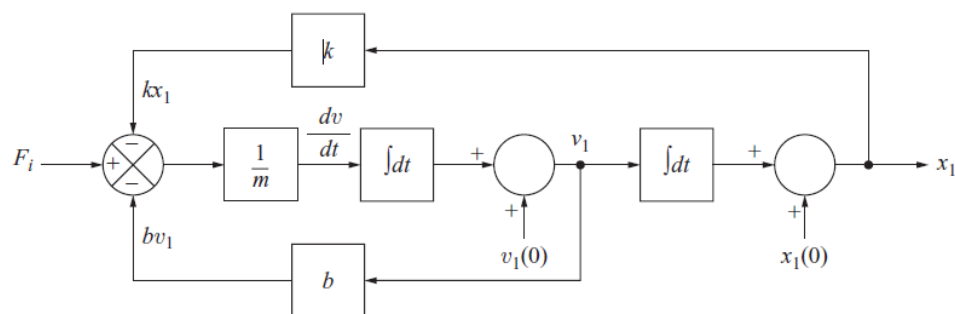 k
kx₁
F_i
+
−
−
1/m
dv/dt
∫dt
+
+
v₁(0)
v₁
∫dt
+
+
x₁(0)
x₁
bv₁
b